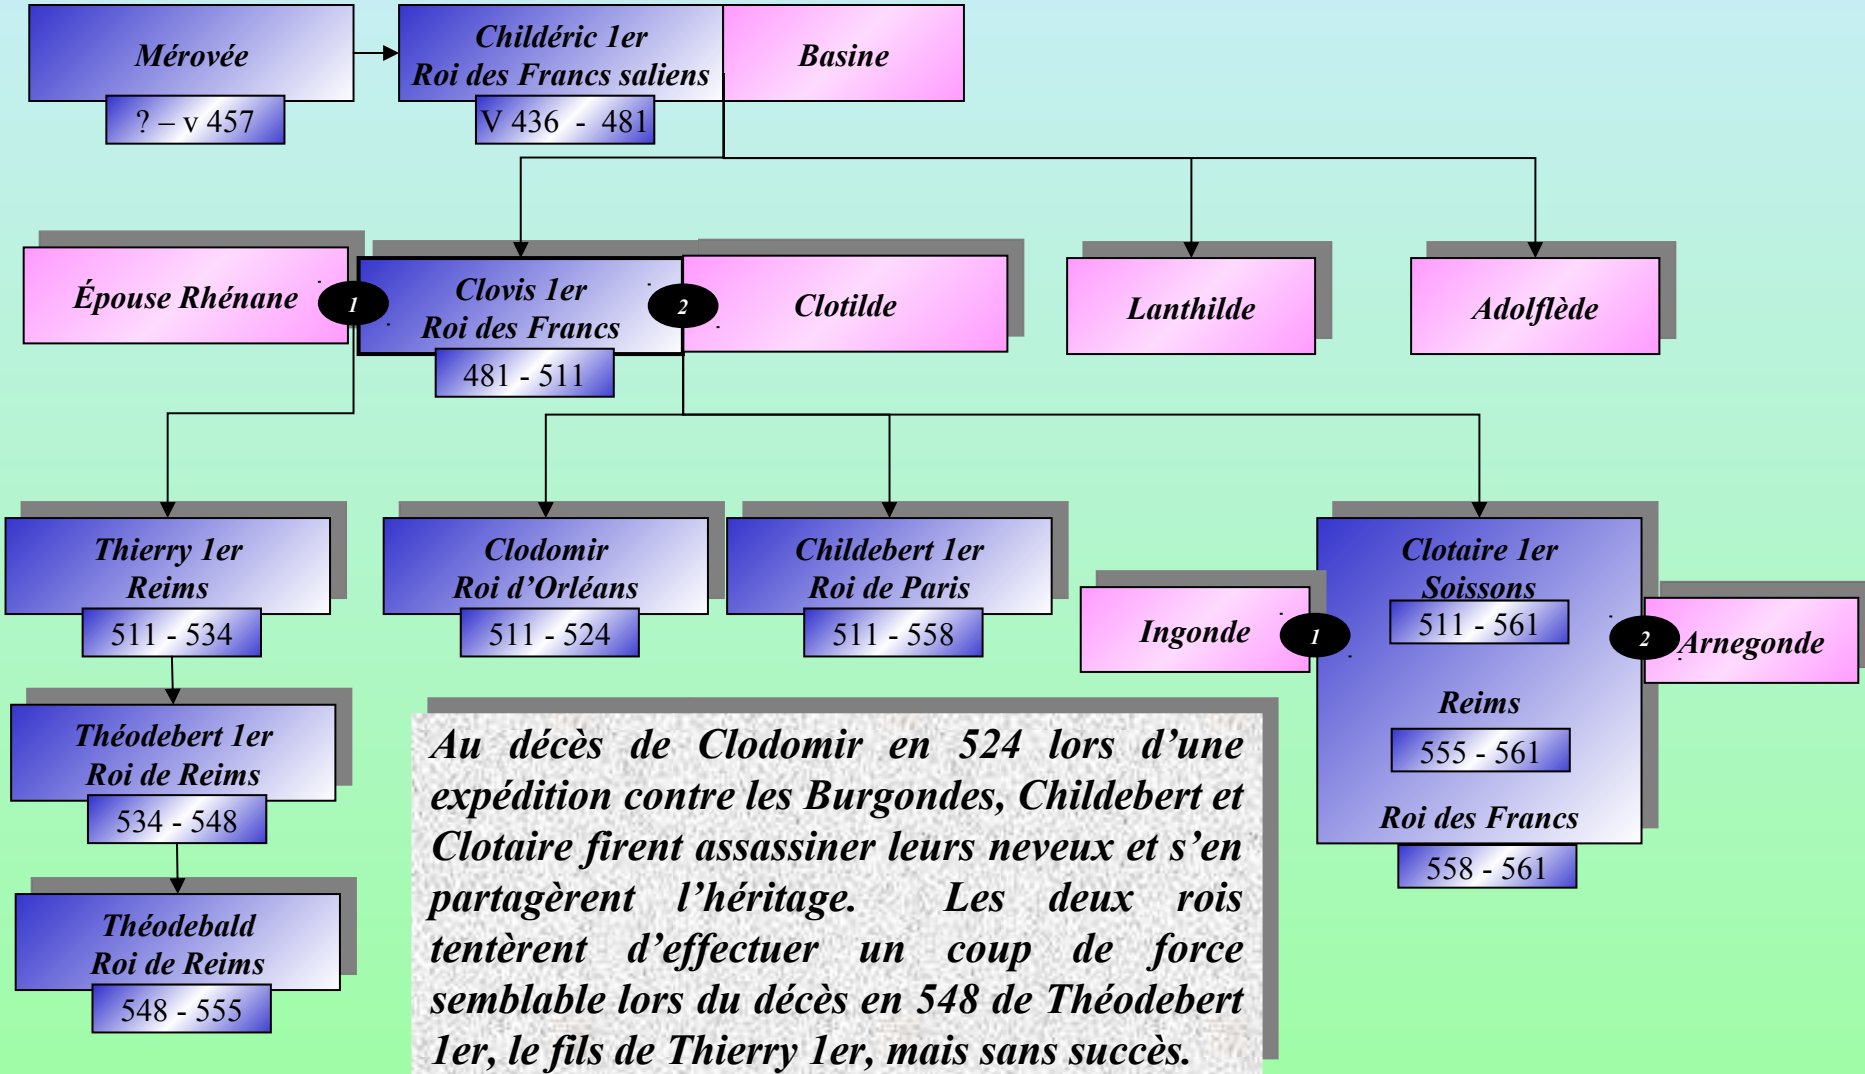 Mérovée
? – v 457
Childéric 1er
Roi des Francs saliens
V 436 - 481
Basine
Épouse Rhénane
1
Clovis 1er
Roi des Francs
481 - 511
2
Clotilde
Lanthilde
Adolflède
Thierry 1er
Reims
511 - 534
Clodomir
Roi d’Orléans
511 - 524
Childebert 1er
Roi de Paris
511 - 558
Ingonde
1
Clotaire 1er
Soissons
511 - 561
Reims
555 - 561
Roi des Francs
558 - 561
2
Arnegonde
Théodebert 1er
Roi de Reims
534 - 548
Théodebald
Roi de Reims
548 - 555
Au décès de Clodomir en 524 lors d’une
expédition contre les Burgondes, Childebert et
Clotaire firent assassiner leurs neveux et s’en
partagèrent l’héritage. Les deux rois
tentèrent d’effectuer un coup de force
semblable lors du décès en 548 de Théodebert
1er, le fils de Thierry 1er, mais sans succès.